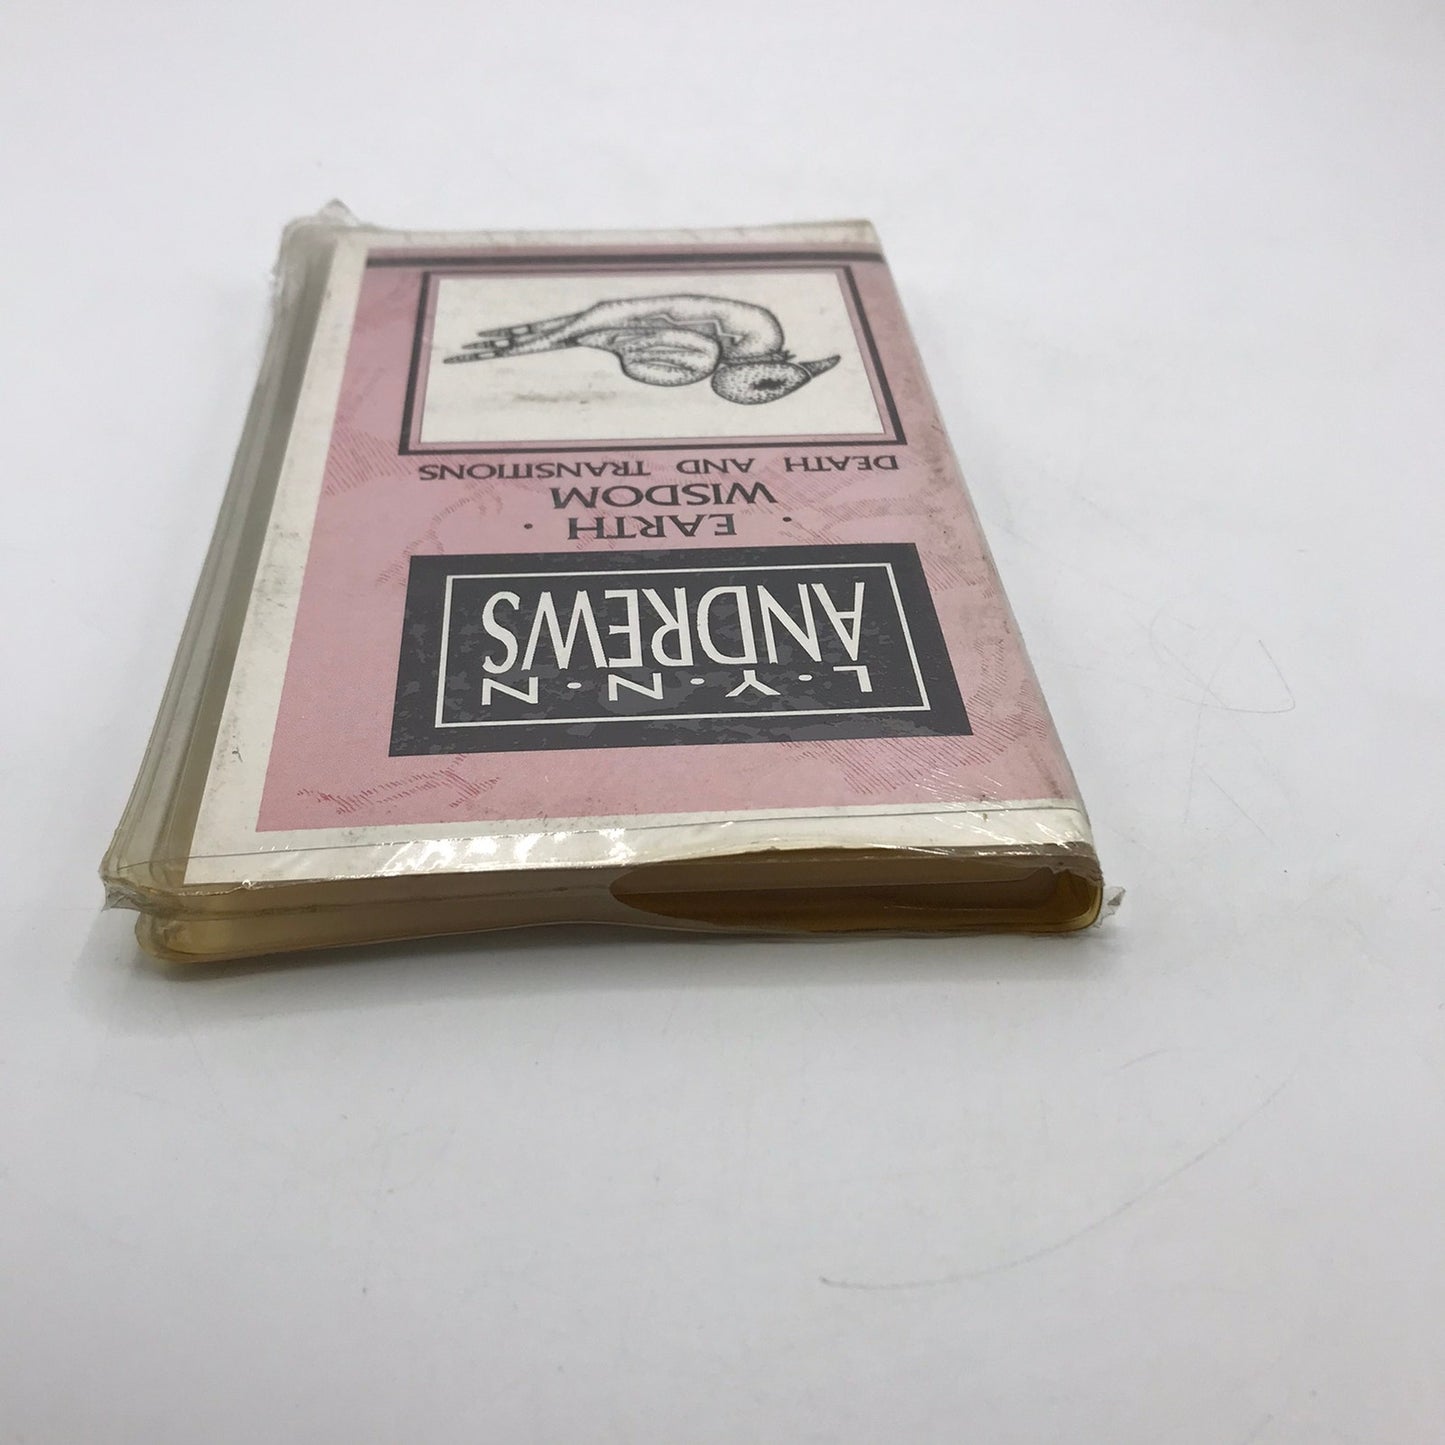 L·Y·N·N
ANDREWS
· EARTH ·
WISDOM
DEATH AND TRANSITIONS